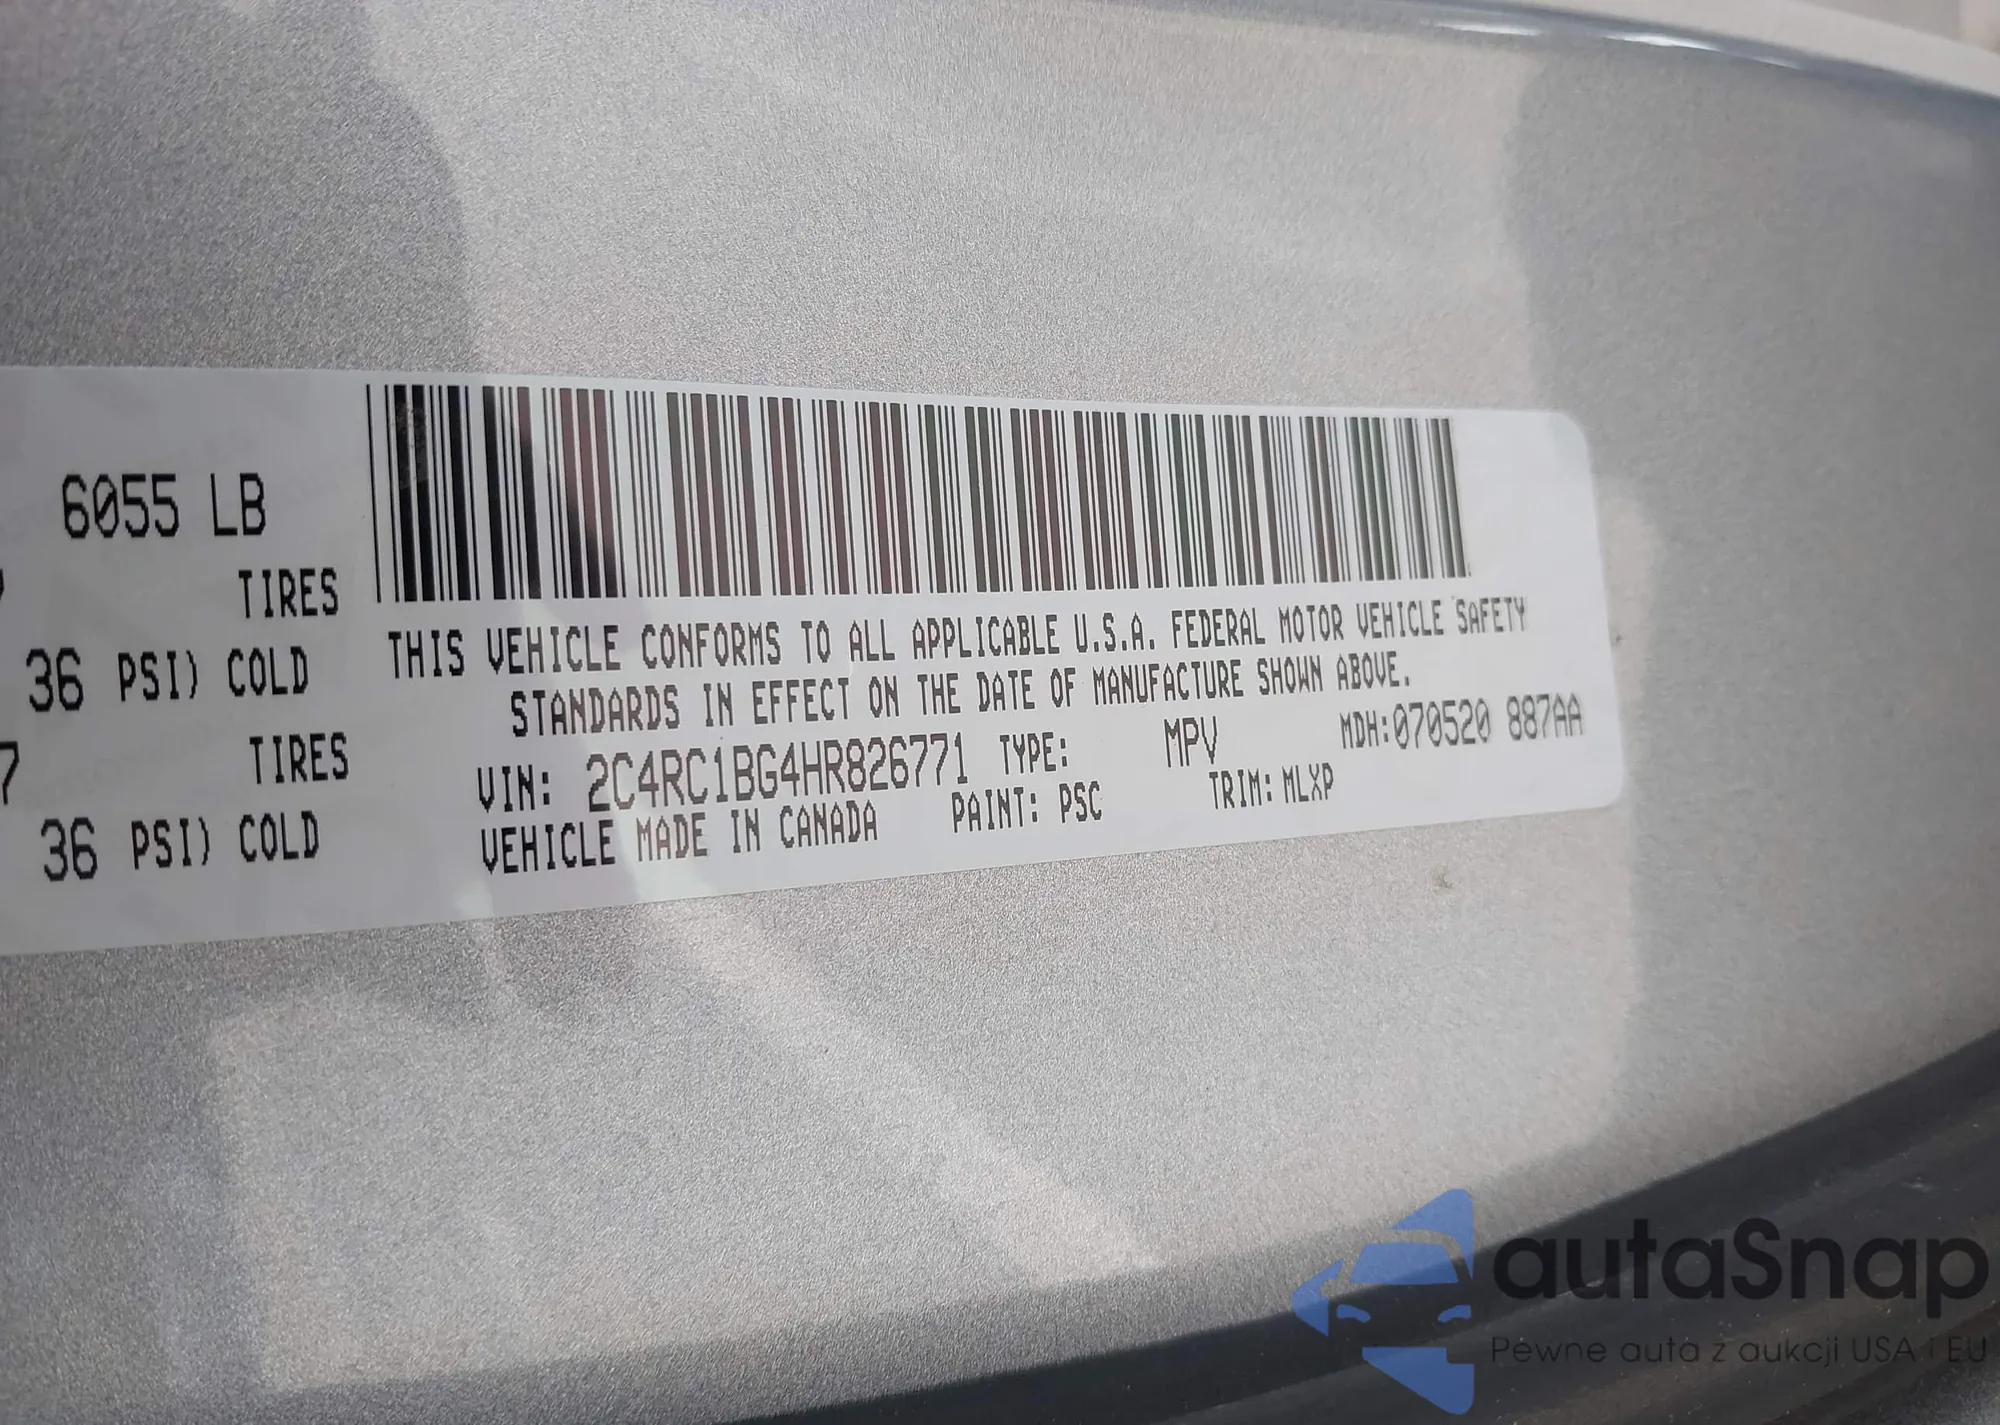 6055 LB
TIRES
36 PSI) COLD
7 TIRES
36 PSI) COLD
THIS VEHICLE CONFORMS TO ALL APPLICABLE U.S.A. FEDERAL MOTOR VEHICLE SAFETY
STANDARDS IN EFFECT ON THE DATE OF MANUFACTURE SHOWN ABOVE.
VIN: 2C4RC1BG4HR826771 TYPE: MPV MDH:070520 887AA
VEHICLE MADE IN CANADA PAINT: PSC TRIM: MLXP
autaSnap
Pewne auta z aukcji USA i EU